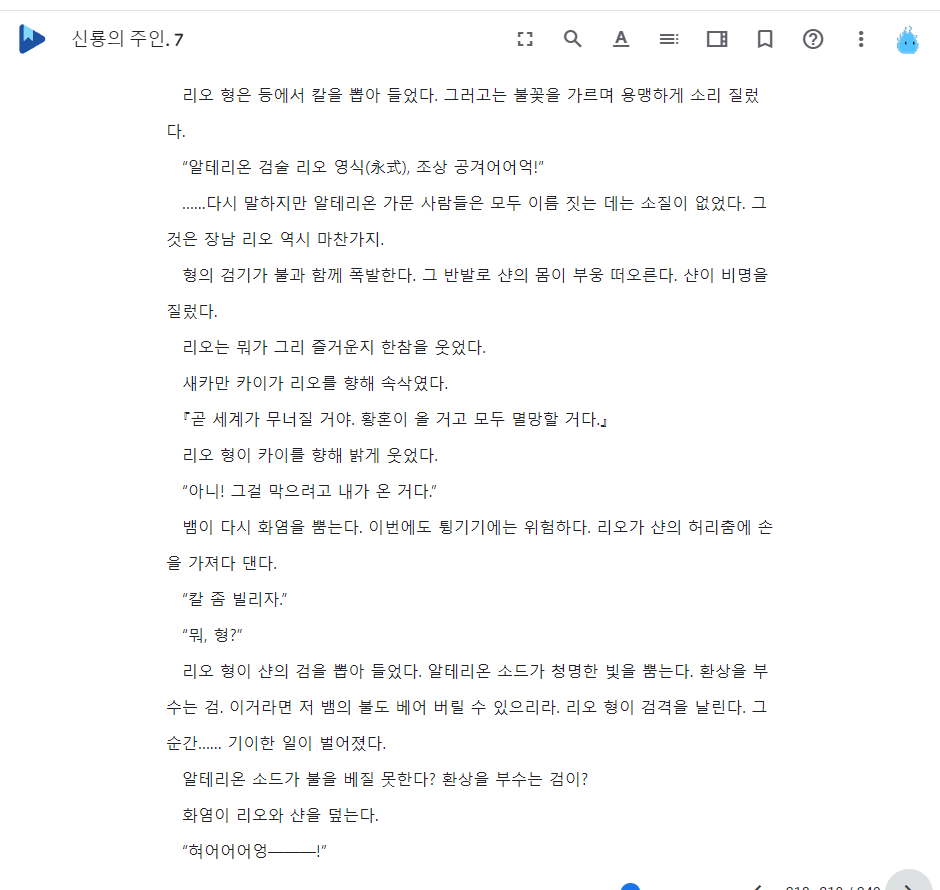 신룡의 주인. 7
리오 형은 등에서 칼을 뽑아 들었다. 그러고는 불꽃을 가르며 용맹하게 소리 질렀
다.
“알테리온 검술 리오 영식(永式), 조상 공겨어어억!”
……다시 말하지만 알테리온 가문 사람들은 모두 이름 짓는 데는 소질이 없었다. 그
것은 장남 리오 역시 마찬가지.
형의 검기가 불과 함께 폭발한다. 그 반발로 샨의 몸이 부웅 떠오른다. 샨이 비명을
질렀다.
리오는 뭐가 그리 즐거운지 한참을 웃었다.
새카만 카이가 리오를 향해 속삭였다.
『곧 세계가 무너질 거야. 황혼이 올 거고 모두 멸망할 거다.』
리오 형이 카이를 향해 밝게 웃었다.
“아니! 그걸 막으려고 내가 온 거다.”
뱀이 다시 화염을 뿜는다. 이번에도 튕기기에는 위험하다. 리오가 샨의 허리춤에 손
을 가져다 댄다.
“칼 좀 빌리자.”
“뭐, 형?”
리오 형이 샨의 검을 뽑아 들었다. 알테리온 소드가 청명한 빛을 뿜는다. 환상을 부
수는 검. 이거라면 저 뱀의 불도 베어 버릴 수 있으리라. 리오 형이 검격을 날린다. 그
순간…… 기이한 일이 벌어졌다.
알테리온 소드가 불을 베질 못한다? 환상을 부수는 검이?
화염이 리오와 샨을 덮는다.
“혀어어어엉———!”